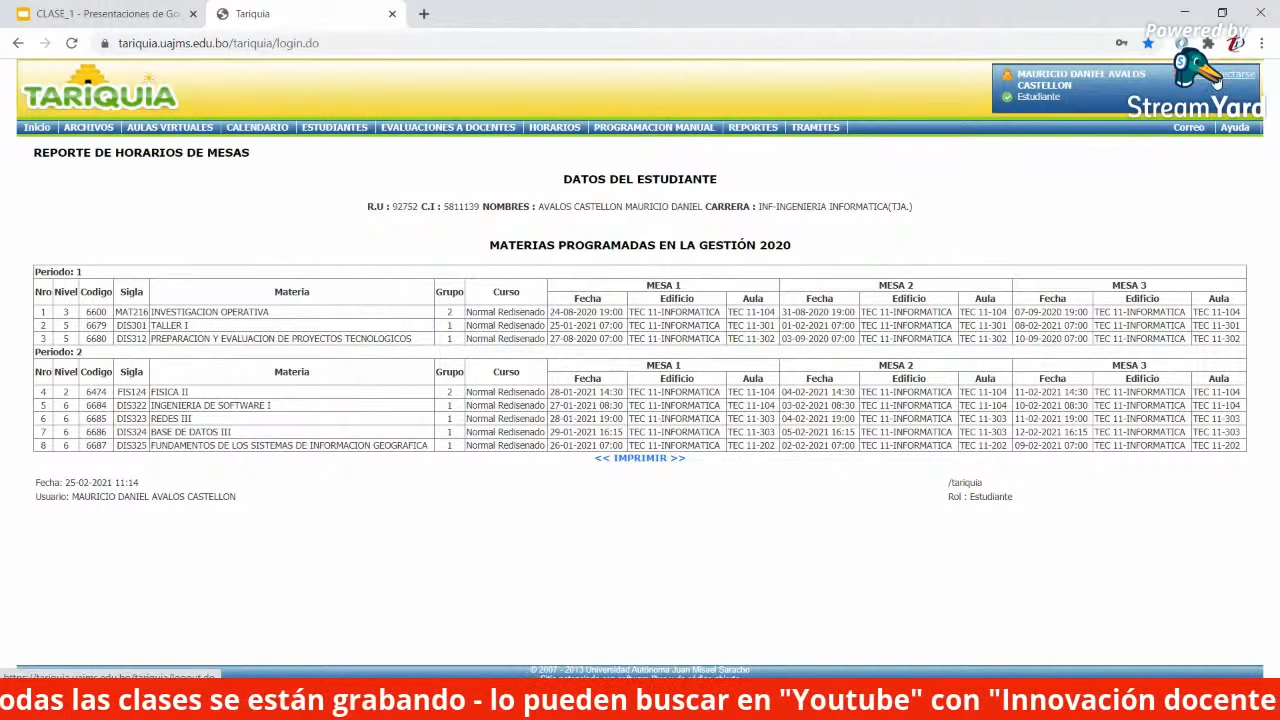 CLASE_1 - Presentaciones de Go
Tariquia
tariquia.uajms.edu.bo/tariquia/login.do
Powered by
StreamYard
TARIQUIA
MAURICIO DANIEL AVALOS
CASTELLON
Estudiante
Inicio ARCHIVOS AULAS VIRTUALES CALENDARIO ESTUDIANTES EVALUACIONES A DOCENTES HORARIOS PROGRAMACION MANUAL REPORTES TRAMITES Correo Ayuda
REPORTE DE HORARIOS DE MESAS
DATOS DEL ESTUDIANTE
R.U : 92752 C.I : 5811139 NOMBRES : AVALOS CASTELLON MAURICIO DANIEL CARRERA : INF-INGENIERIA INFORMATICA(TJA.)
MATERIAS PROGRAMADAS EN LA GESTIÓN 2020
Periodo: 1
Nro Nivel Codigo Sigla Materia Grupo Curso MESA 1 MESA 2 MESA 3
Fecha Edificio Aula Fecha Edificio Aula Fecha Edificio Aula
1 3 6600 MAT216 INVESTIGACION OPERATIVA 2 Normal Redisenado 24-08-2020 19:00 TEC 11-INFORMATICA TEC 11-104 31-08-2020 19:00 TEC 11-INFORMATICA TEC 11-104 07-09-2020 19:00 TEC 11-INFORMATICA TEC 11-104
2 5 6679 DIS301 TALLER I 1 Normal Redisenado 25-01-2021 07:00 TEC 11-INFORMATICA TEC 11-301 01-02-2021 07:00 TEC 11-INFORMATICA TEC 11-301 08-02-2021 07:00 TEC 11-INFORMATICA TEC 11-301
3 5 6680 DIS312 PREPARACION Y EVALUACION DE PROYECTOS TECNOLOGICOS 1 Normal Redisenado 27-08-2020 07:00 TEC 11-INFORMATICA TEC 11-302 03-09-2020 07:00 TEC 11-INFORMATICA TEC 11-302 10-09-2020 07:00 TEC 11-INFORMATICA TEC 11-302
Periodo: 2
Nro Nivel Codigo Sigla Materia Grupo Curso MESA 1 MESA 2 MESA 3
Fecha Edificio Aula Fecha Edificio Aula Fecha Edificio Aula
4 2 6474 FIS124 FISICA II 2 Normal Redisenado 28-01-2021 14:30 TEC 11-INFORMATICA TEC 11-104 04-02-2021 14:30 TEC 11-INFORMATICA TEC 11-104 11-02-2021 14:30 TEC 11-INFORMATICA TEC 11-104
5 6 6684 DIS322 INGENIERIA DE SOFTWARE I 1 Normal Redisenado 27-01-2021 08:30 TEC 11-INFORMATICA TEC 11-104 03-02-2021 08:30 TEC 11-INFORMATICA TEC 11-104 10-02-2021 08:30 TEC 11-INFORMATICA TEC 11-104
6 6 6685 DIS323 REDES III 1 Normal Redisenado 28-01-2021 19:00 TEC 11-INFORMATICA TEC 11-303 04-02-2021 19:00 TEC 11-INFORMATICA TEC 11-303 11-02-2021 19:00 TEC 11-INFORMATICA TEC 11-303
7 6 6686 DIS324 BASE DE DATOS III 1 Normal Redisenado 29-01-2021 16:15 TEC 11-INFORMATICA TEC 11-303 05-02-2021 16:15 TEC 11-INFORMATICA TEC 11-303 12-02-2021 16:15 TEC 11-INFORMATICA TEC 11-303
8 6 6687 DIS325 FUNDAMENTOS DE LOS SISTEMAS DE INFORMACION GEOGRAFICA 1 Normal Redisenado 26-01-2021 07:00 TEC 11-INFORMATICA TEC 11-202 02-02-2021 07:00 TEC 11-INFORMATICA TEC 11-202 09-02-2021 07:00 TEC 11-INFORMATICA TEC 11-202
<< IMPRIMIR >>
Fecha: 25-02-2021 11:14 /tariquia
Usuario: MAURICIO DANIEL AVALOS CASTELLON Rol : Estudiante
© 2007 - 2013 Universidad Autónoma Juan Misael Saracho
odas las clases se están grabando - lo pueden buscar en "Youtube" con "Innovación docente